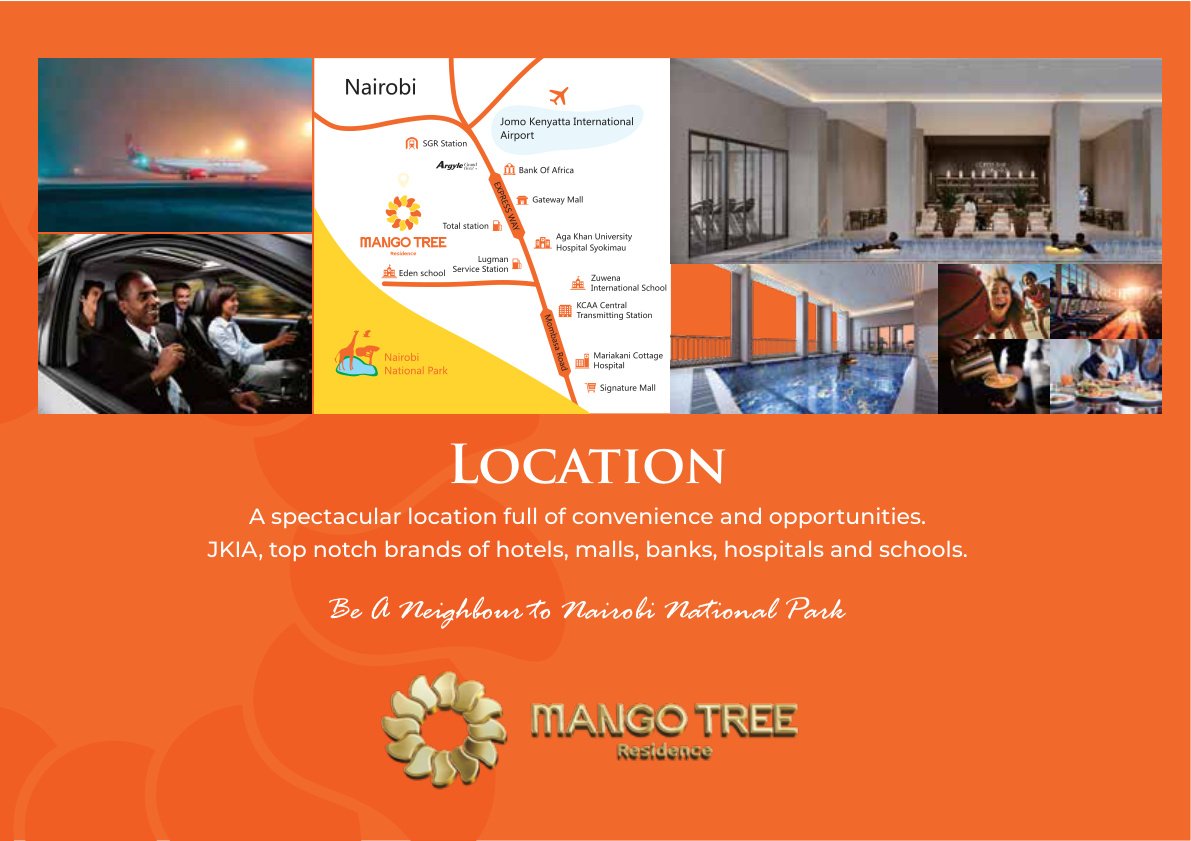 Nairobi
Jomo Kenyatta International
Airport
SGR Station
Argyle Grand
Bank Of Africa
EXPRESS WAY
Gateway Mall
Total station
MANGO TREE
Residence
Aga Khan University
Hospital Syokimau
Lugman
Service Station
Eden school
Zuwena
International School
KCAA Central
Transmitting Station
Mombasa Road
Nairobi
National Park
Mariakani Cottage
Hospital
Signature Mall
LOCATION
A spectacular location full of convenience and opportunities.
JKIA, top notch brands of hotels, malls, banks, hospitals and schools.
Be A Neighbour to Nairobi National Park
MANGO TREE
Residence